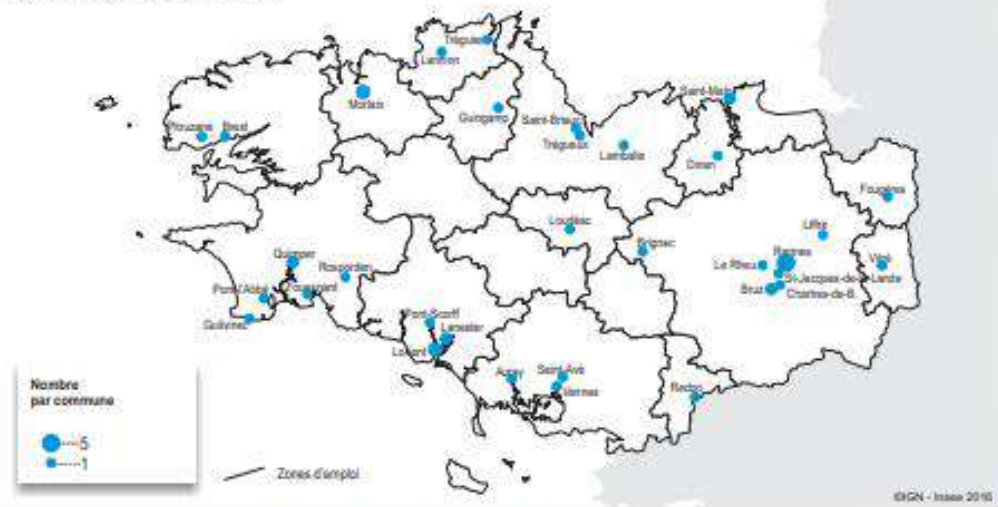 Tréguier
Lannion
Morlaix
Guingamp
Saint-Brieuc
Trégueux
Lamballe
Saint-Malo
Dinan
Plouzané
Brest
Fougères
Loudéac
Liffré
Brignac
Rennes
Le Rheu
Vitré
St-Jacques-de-la-Lande
Bruz
Chartres-de-B.
Quimper
Rosporden
Pont-l'Abbé
Fouesnant
Guilvinec
Pont-Scorff
Lanester
Lorient
Auray
Saint-Avé
Vannes
Redon
Nombre
par commune
5
1
Zones d'emploi
©IGN - Insee 2016